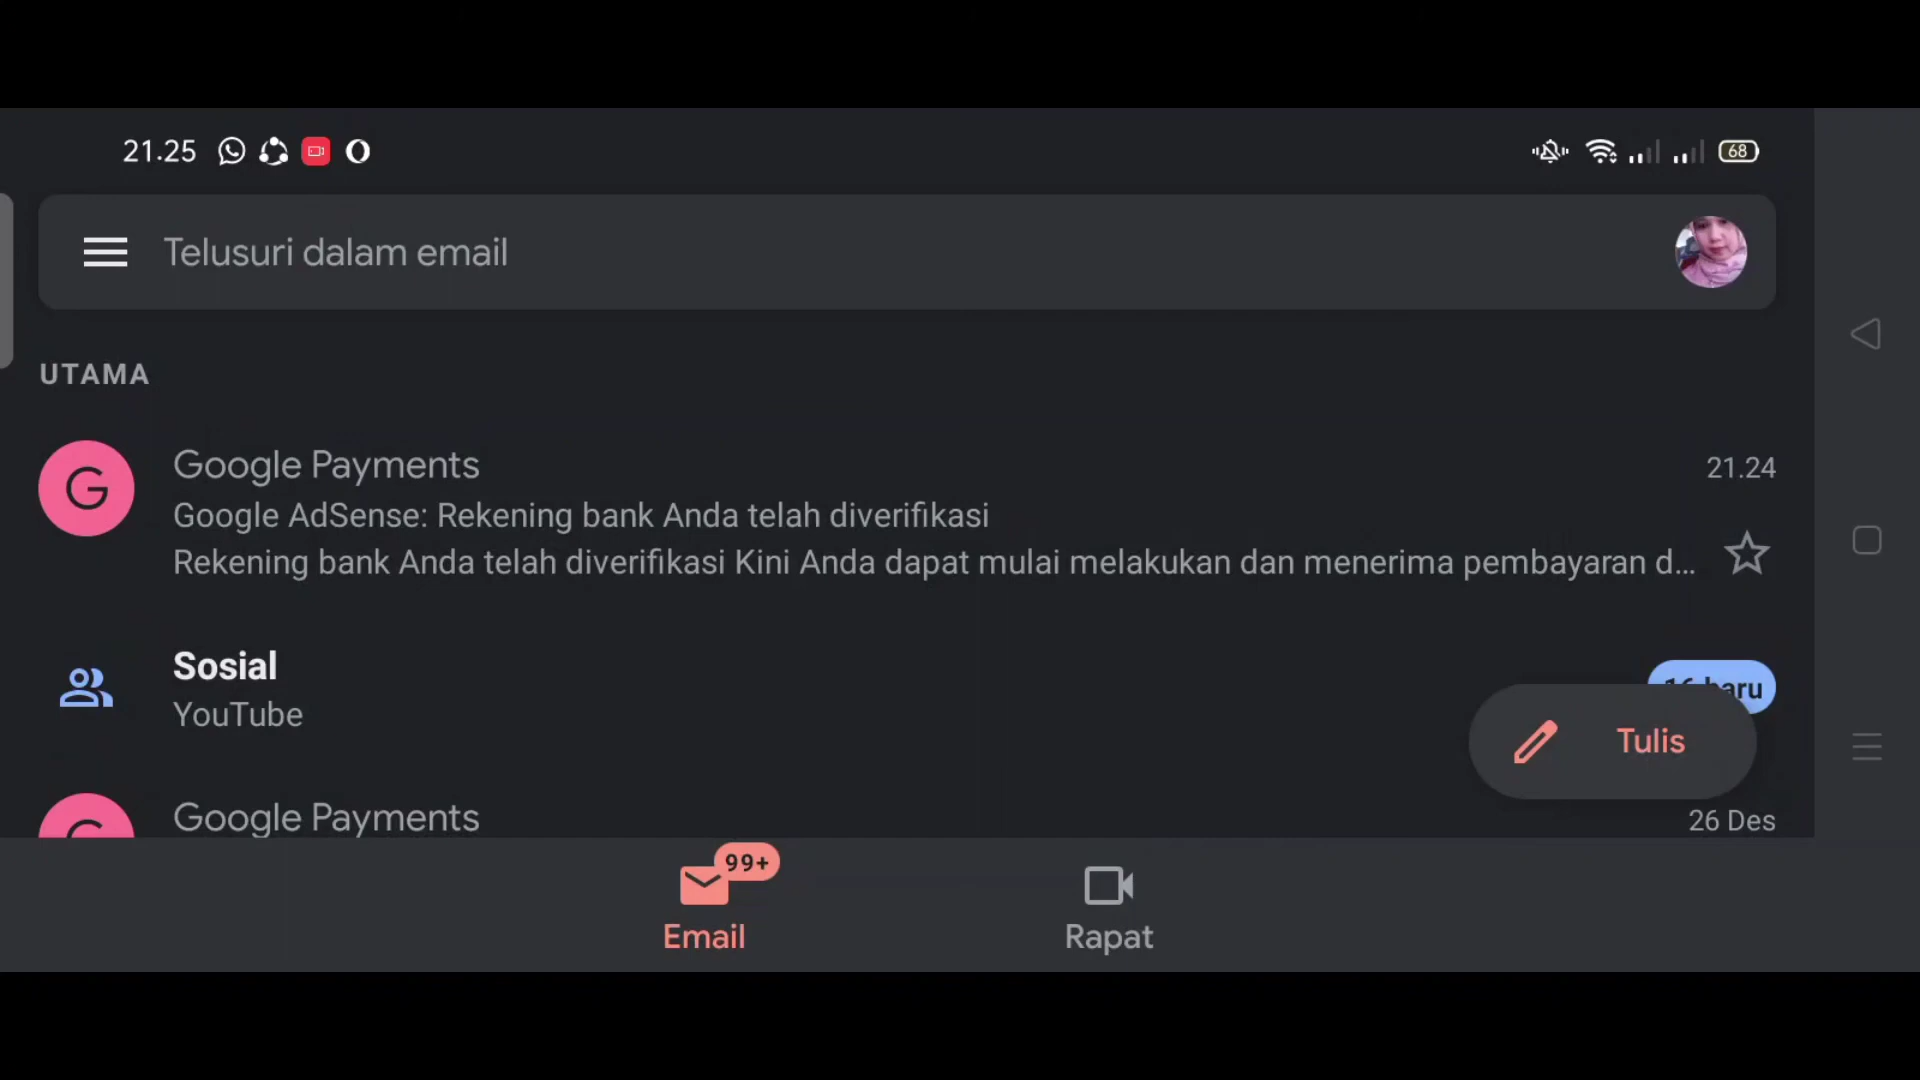 21.25
68
Telusuri dalam email
UTAMA
G
Google Payments
21.24
Google AdSense: Rekening bank Anda telah diverifikasi
Rekening bank Anda telah diverifikasi Kini Anda dapat mulai melakukan dan menerima pembayaran d...
Sosial
16 baru
YouTube
Tulis
Google Payments
26 Des
99+
Email
Rapat